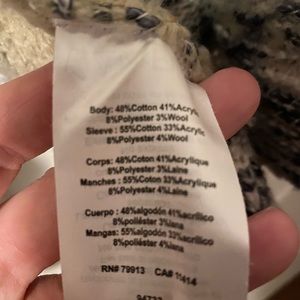 Body: 48%Cotton 41%Acrylic
8%Polyester 3%Wool
Sleeve: 55%Cotton 33%Acrylic
8%Polyester 4%Wool
Corps: 48%Coton 41%Acrylique
8%Polyester 3%Laine
Manches: 55%Coton 33%Acrylique
8%Polyester 4%Laine
Cuerpo: 48%algodón 41%acrílico
8%poliéster 3%lana
Mangas: 55%algodón 33%acrílico
8%poliéster 4%lana
RN# 79913 CA#